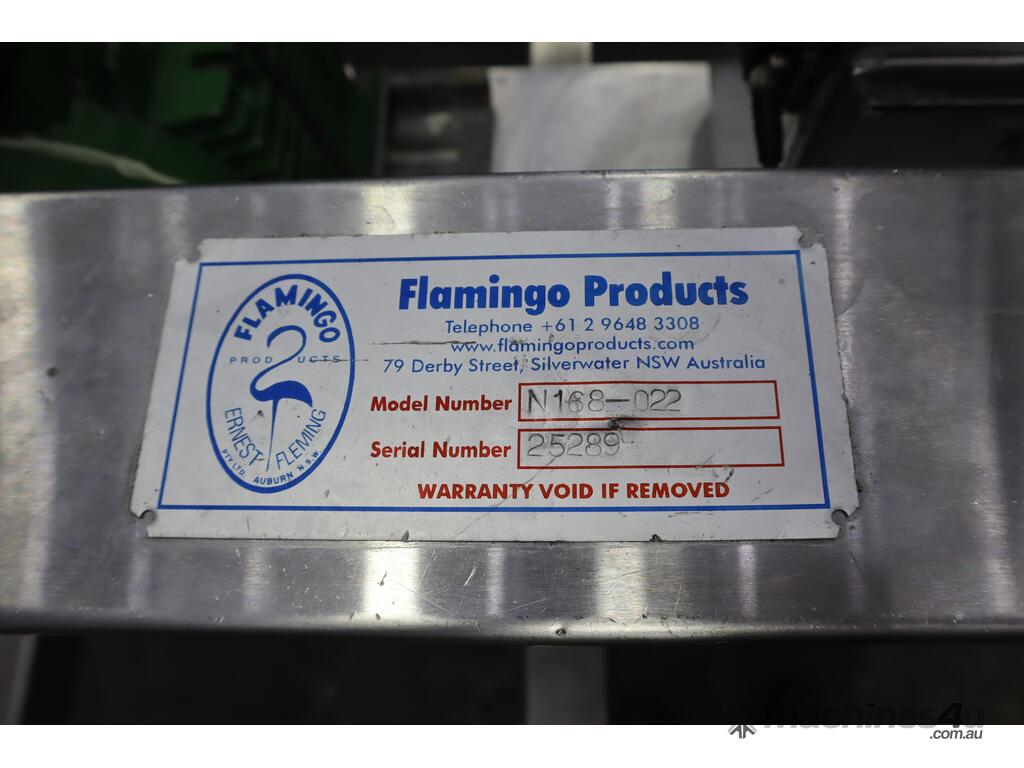 FLAMINGO
PRODUCTS
ERNEST FLEMING
PTY. LTD. AUBURN N.S.W
Flamingo Products
Telephone +61 2 9648 3308
www.flamingoproducts.com
79 Derby Street, Silverwater NSW Australia
Model Number N168-022
Serial Number 25289
WARRANTY VOID IF REMOVED
machines4u
.com.au